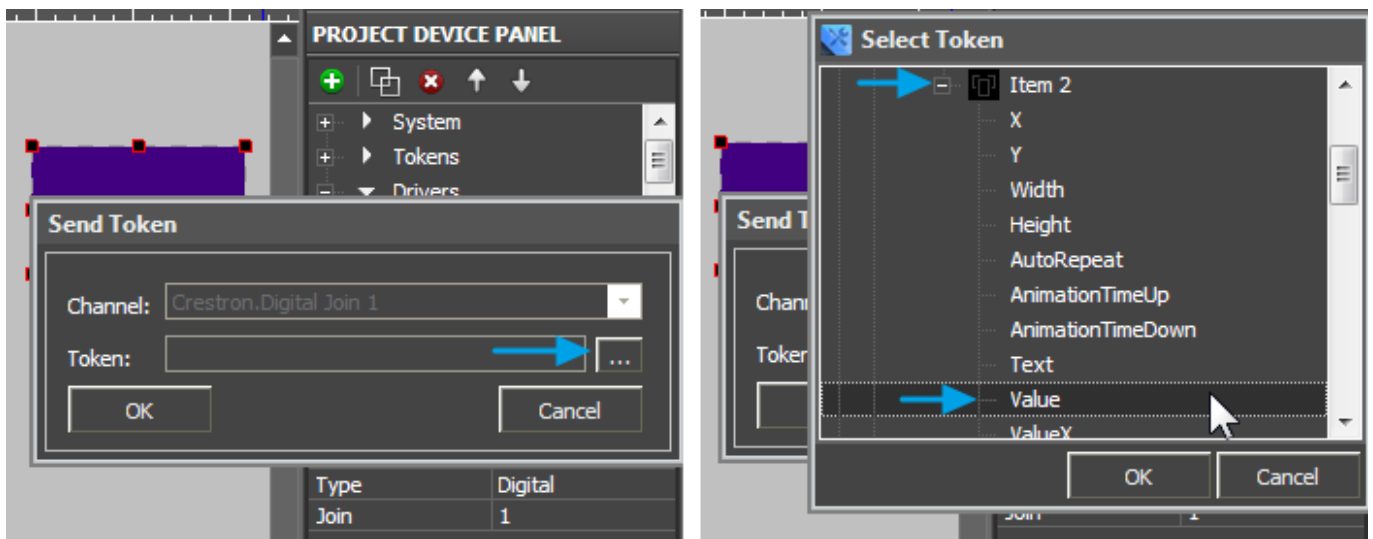 PROJECT DEVICE PANEL
System
Tokens
Drivers
Send Token
Channel: Crestron.Digital Join 1
Token: ...
OK Cancel
Type Digital
Join 1
Select Token
Item 2
X
Y
Width
Height
AutoRepeat
AnimationTimeUp
AnimationTimeDown
Text
Value
ValueX
OK Cancel
Send T
Chann
Token
Join 1